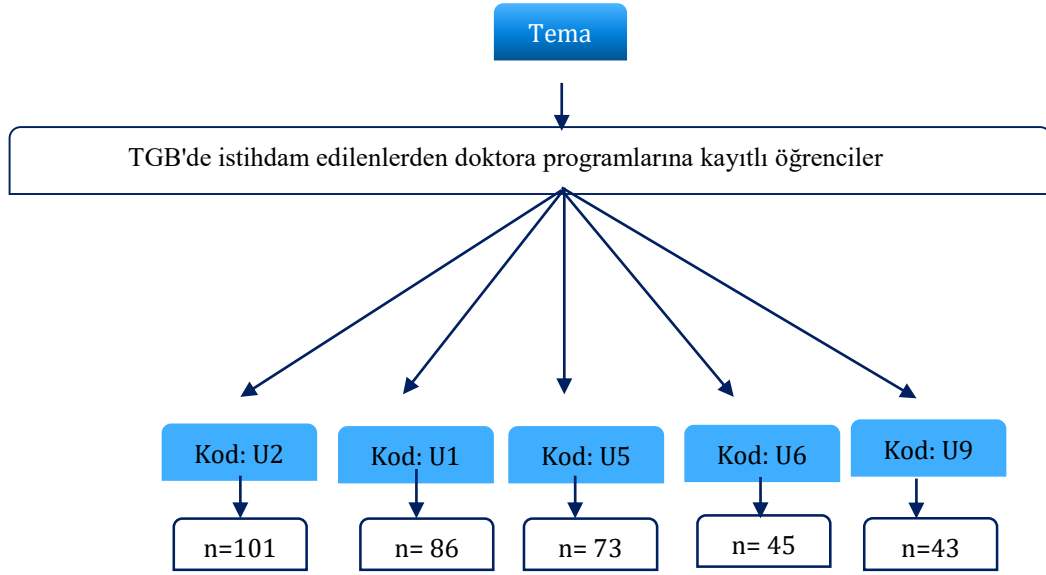 Tema
TGB'de istihdam edilenlerden doktora programlarına kayıtlı öğrenciler
Kod: U2
Kod: U1
Kod: U5
Kod: U6
Kod: U9
n=101
n= 86
n= 73
n= 45
n=43